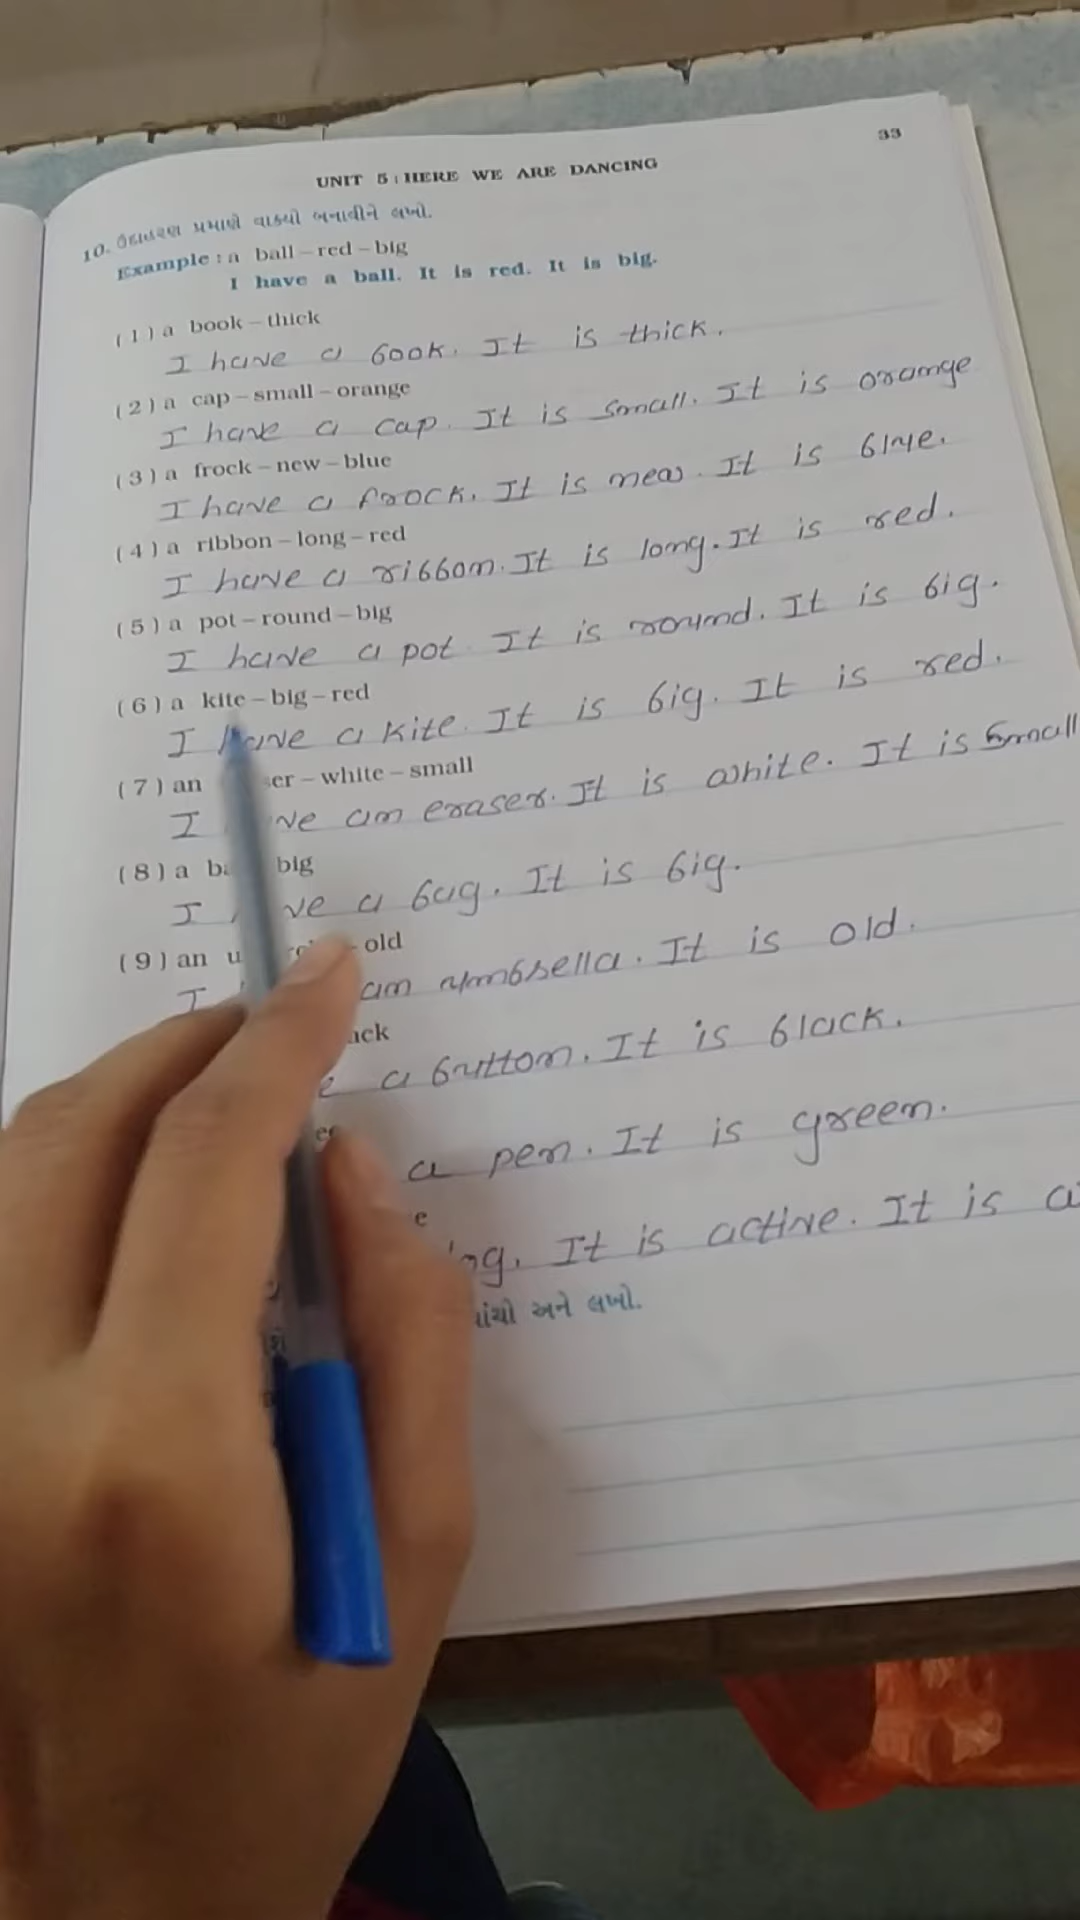 33
UNIT 5 : HERE WE ARE DANCING
10. ઉદાહરણ પ્રમાણે વાક્યો બનાવીને લખો.
Example : a ball – red – big
I have a ball. It is red. It is big.
(1) a book – thick
I have a book. It is thick.
(2) a cap – small – orange
I have a cap. It is small. It is orange
(3) a frock – new – blue
I have a frock. It is new. It is blue.
(4) a ribbon – long – red
I have a ribbon. It is long. It is red.
(5) a pot – round – big
I have a pot. It is round. It is big.
(6) a kite – big – red
I have a kite. It is big. It is red.
(7) an – white – small
I an eraser. It is white. It is small
(8) a big
I a bag. It is big.
(9) an – old
I an umbrella. It is old.
a button. It is black.
a pen. It is green.
It is active. It is
અને લખો.